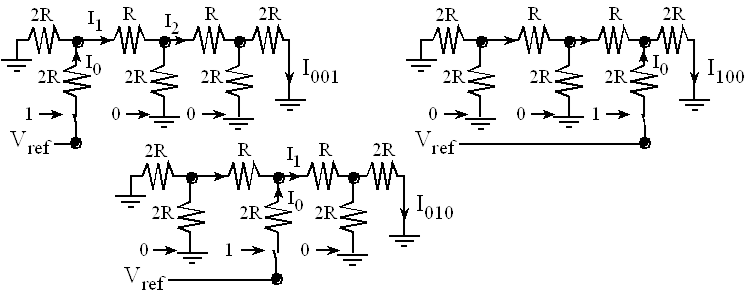 2R I₁ R I₂ R 2R
I₀ 2R 2R 2R I₀₀₁
1 0 0
Vref
2R R R 2R
2R 2R 2R I₀ I₁₀₀
0 0 1
Vref
2R R I₁ R 2R
2R 2R I₀ 2R I₀₁₀
0 1 0
Vref